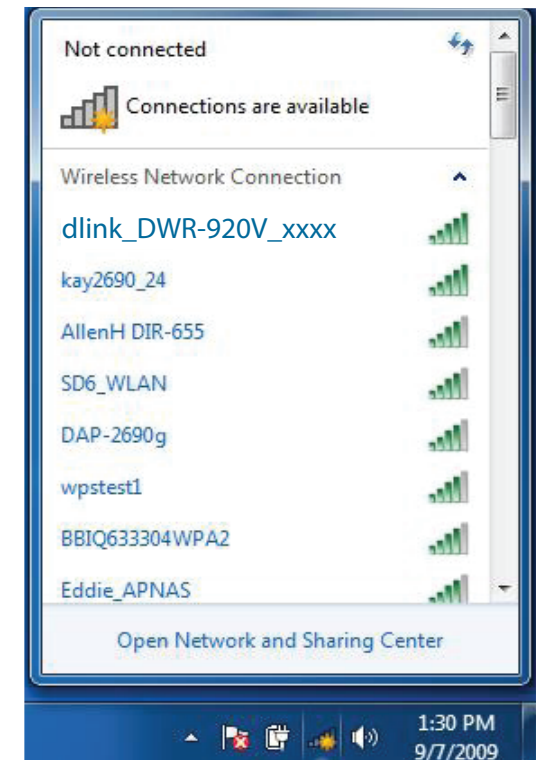 Not connected
Connections are available
Wireless Network Connection
dlink_DWR-920V_xxxx
kay2690_24
AllenH DIR-655
SD6_WLAN
DAP-2690g
wpstest1
BBIQ633304WPA2
Eddie_APNAS
Open Network and Sharing Center
1:30 PM
9/7/2009